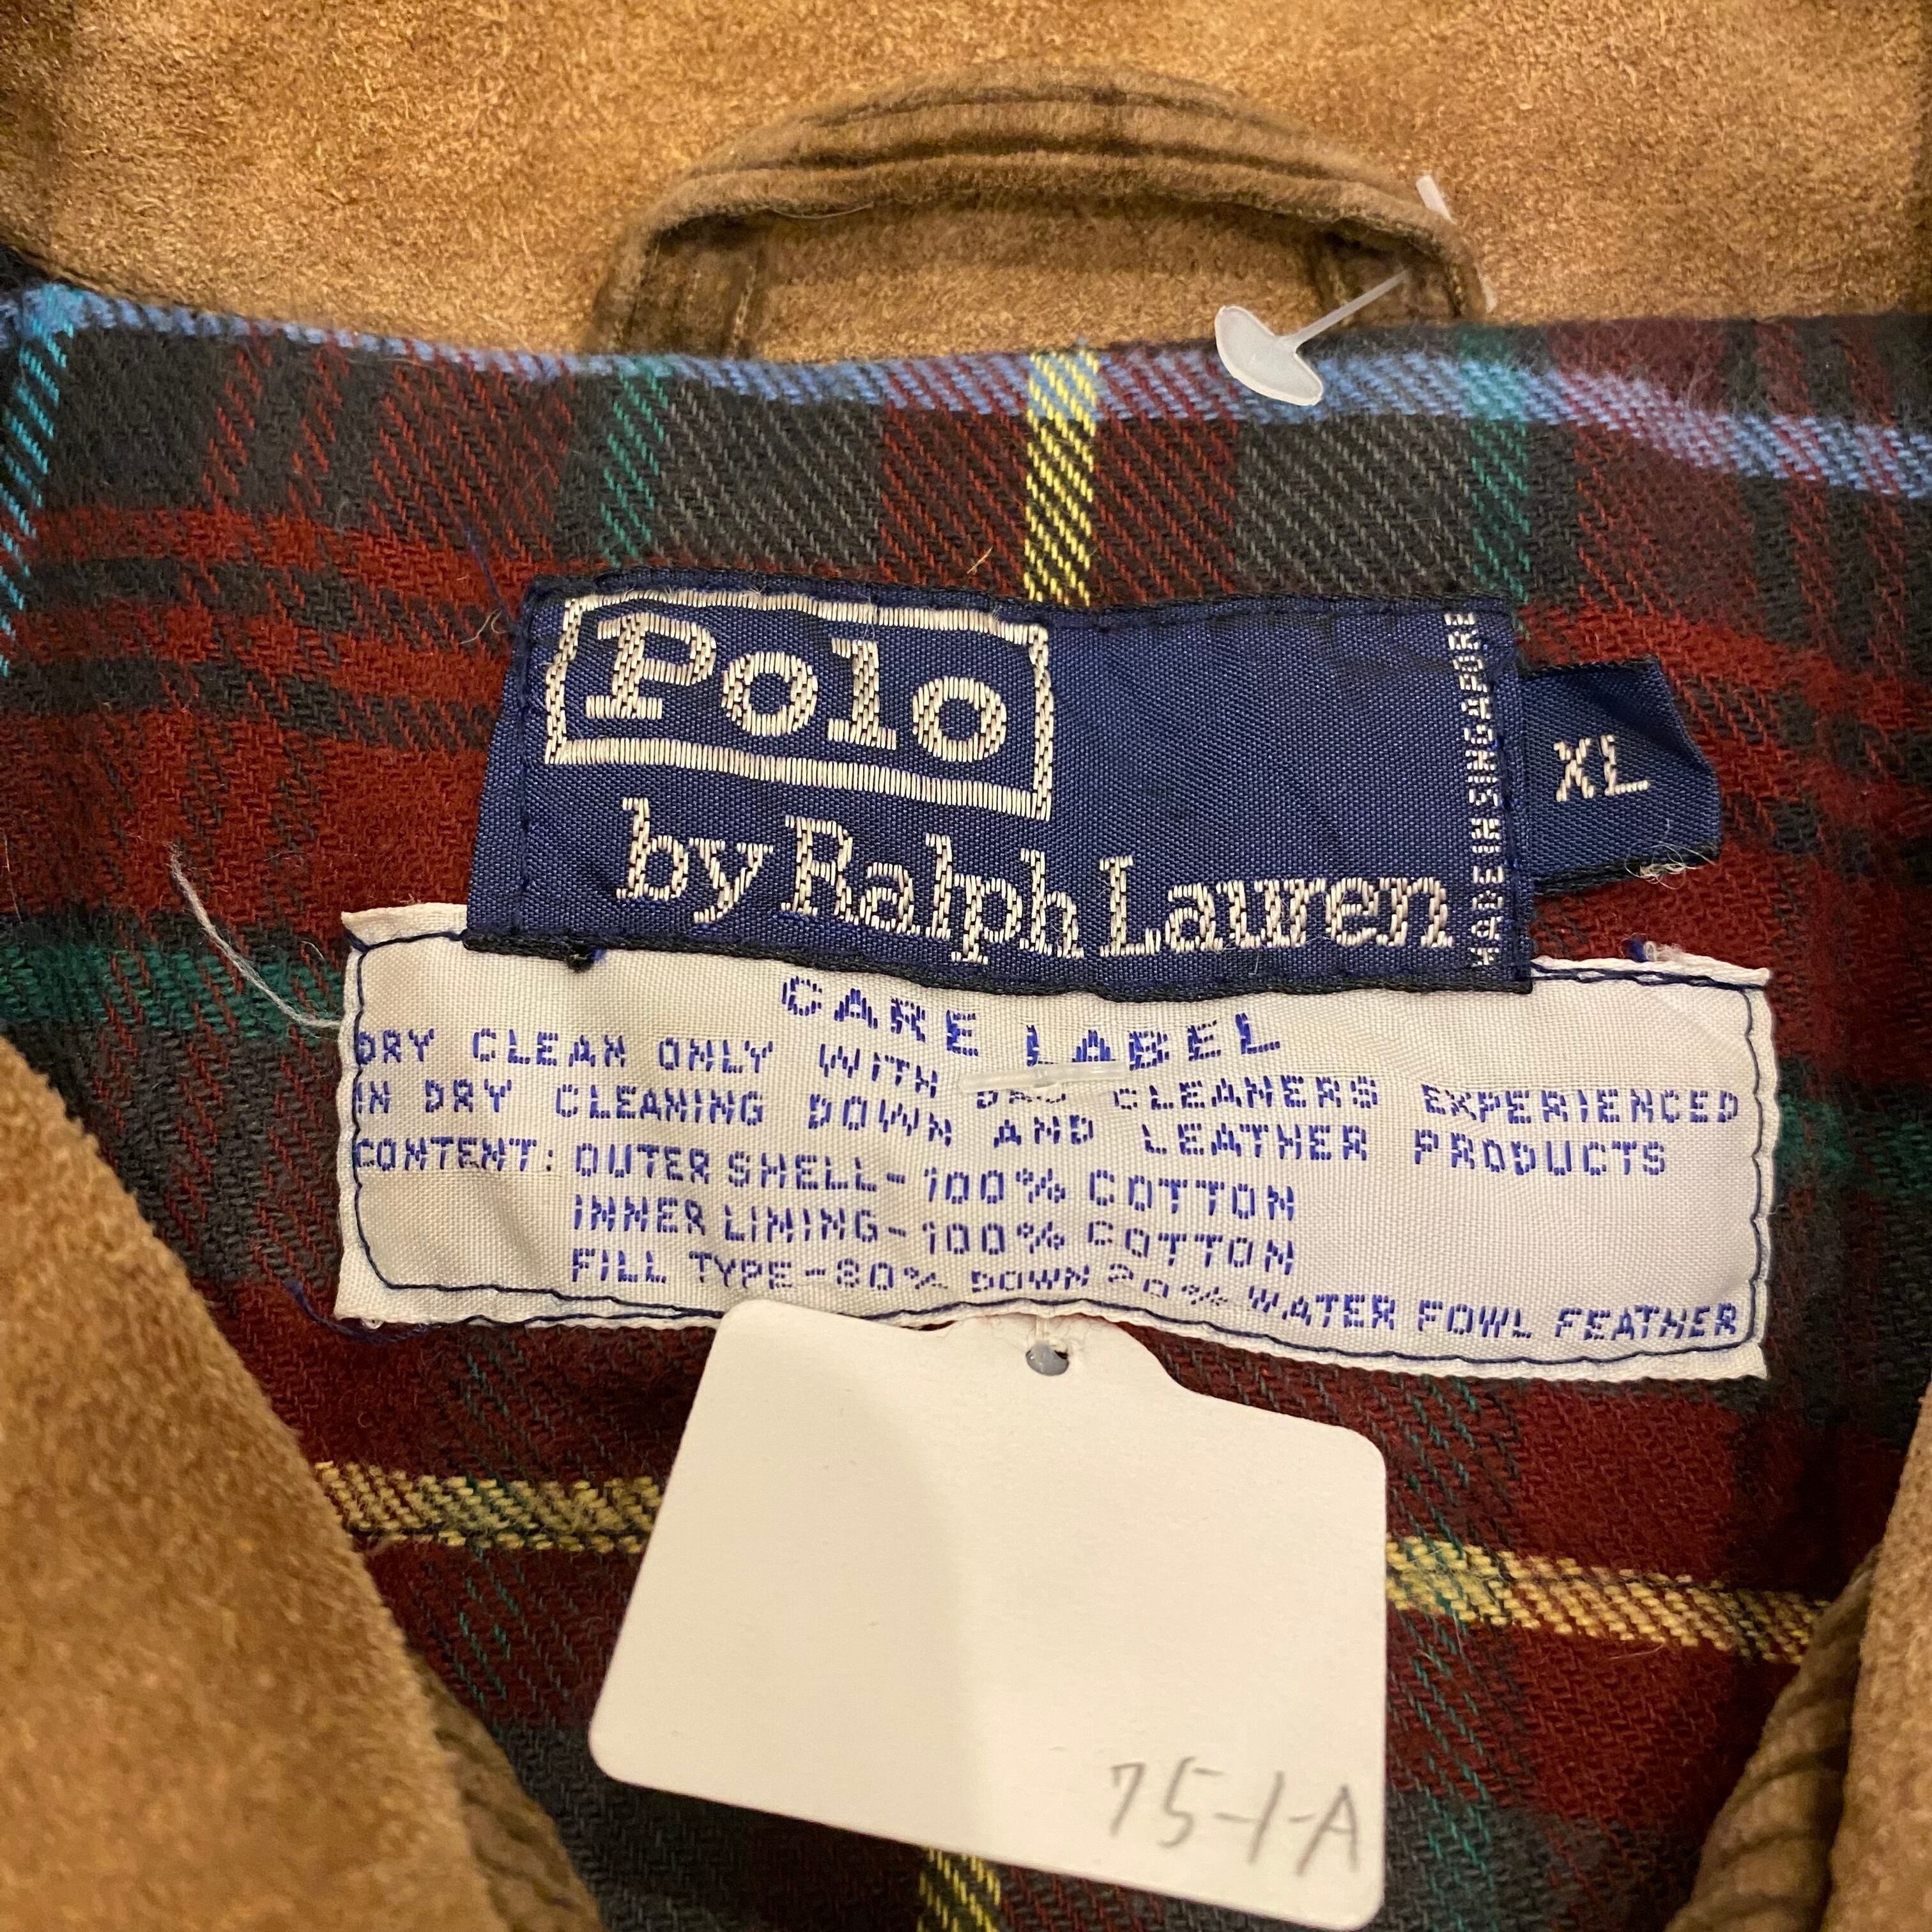 Polo
by Ralph Lauren
MADE IN SINGAPORE
XL
CARE LABEL
DRY CLEAN ONLY WITH DRY CLEANERS EXPERIENCED
IN DRY CLEANING DOWN AND LEATHER PRODUCTS
CONTENT: OUTER SHELL-100% COTTON
INNER LINING-100% COTTON
FILL TYPE-80% DOWN 20% WATER FOWL FEATHER
75-1-A